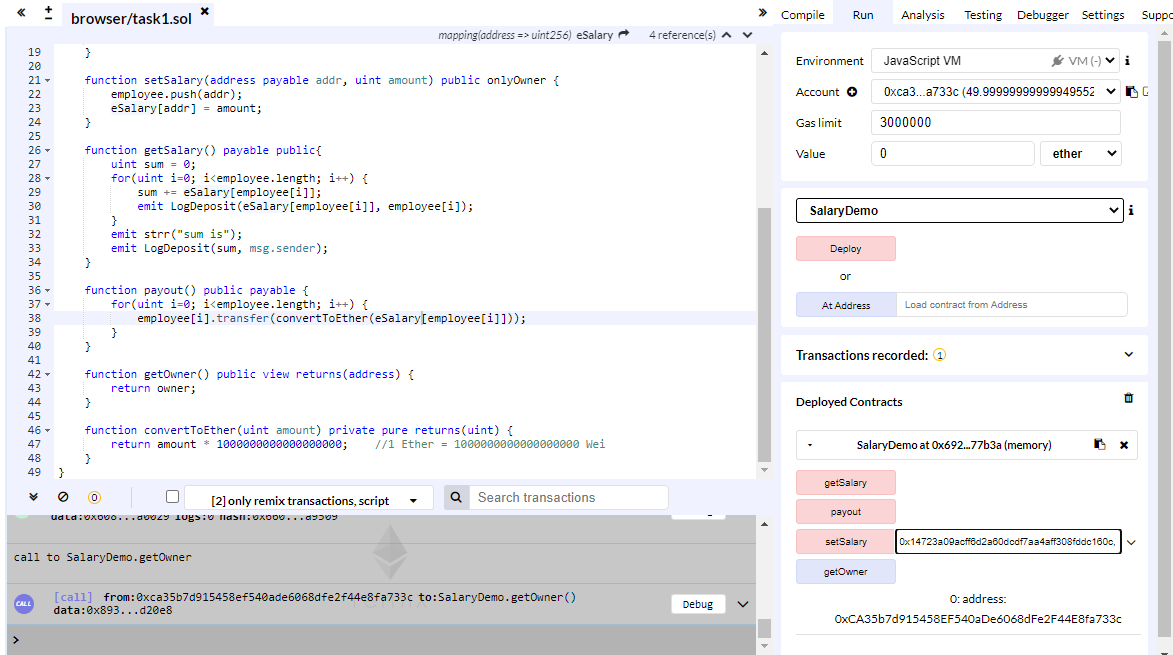 browser/task1.sol
mapping(address => uint256) eSalary 4 reference(s)
19 }
20
21 function setSalary(address payable addr, uint amount) public onlyOwner {
22 employee.push(addr);
23 eSalary[addr] = amount;
24 }
25
26 function getSalary() payable public{
27 uint sum = 0;
28 for(uint i=0; i<employee.length; i++) {
29 sum += eSalary[employee[i]];
30 emit LogDeposit(eSalary[employee[i]], employee[i]);
31 }
32 emit strr("sum is");
33 emit LogDeposit(sum, msg.sender);
34 }
35
36 function payout() public payable {
37 for(uint i=0; i<employee.length; i++) {
38 employee[i].transfer(convertToEther(eSalary[employee[i]]));
39 }
40 }
41
42 function getOwner() public view returns(address) {
43 return owner;
44 }
45
46 function convertToEther(uint amount) private pure returns(uint) {
47 return amount * 1000000000000000000; //1 Ether = 1000000000000000000 Wei
48 }
49 }
0
[2] only remix transactions, script
Search transactions
data:0x608...a0029 logs:0 hash:0x660...a9509
call to SalaryDemo.getOwner
CALL
[call] from:0xca35b7d915458ef540ade6068dfe2f44e8fa733c to:SalaryDemo.getOwner()
data:0x893...d20e8
Debug
>
Compile Run Analysis Testing Debugger Settings Suppo
Environment JavaScript VM VM (-) i
Account 0xca3...a733c (49.99999999999949552
Gas limit 3000000
Value 0 ether
SalaryDemo i
Deploy
or
At Address Load contract from Address
Transactions recorded: 1
Deployed Contracts
SalaryDemo at 0x692...77b3a (memory)
getSalary
payout
setSalary 0x14723a09acff6d2a60dcdf7aa4aff308fddc160c,
getOwner
0: address:
0xCA35b7d915458EF540aDe6068dFe2F44E8fa733c